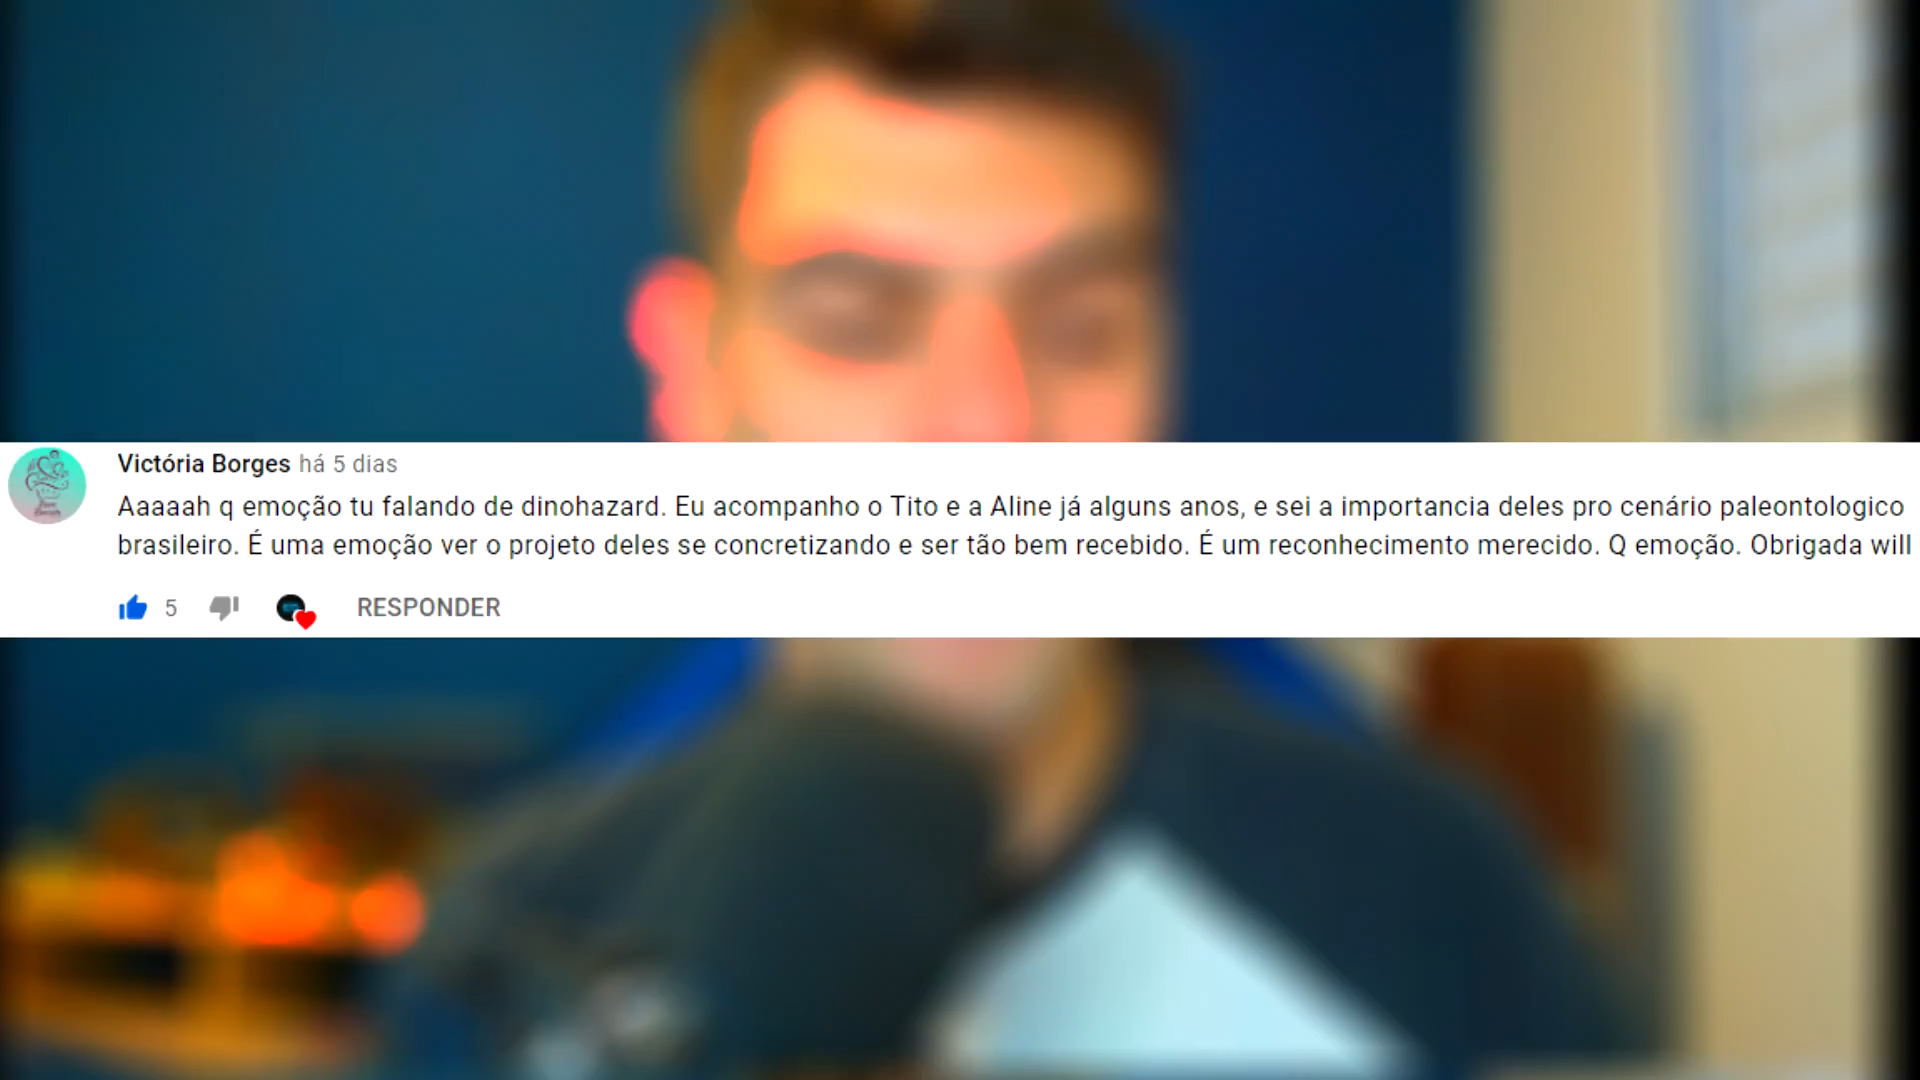 Victória Borges há 5 dias
Aaaaah q emoção tu falando de dinohazard. Eu acompanho o Tito e a Aline já alguns anos, e sei a importancia deles pro cenário paleontologico
brasileiro. É uma emoção ver o projeto deles se concretizando e ser tão bem recebido. É um reconhecimento merecido. Q emoção. Obrigada will
5 RESPONDER